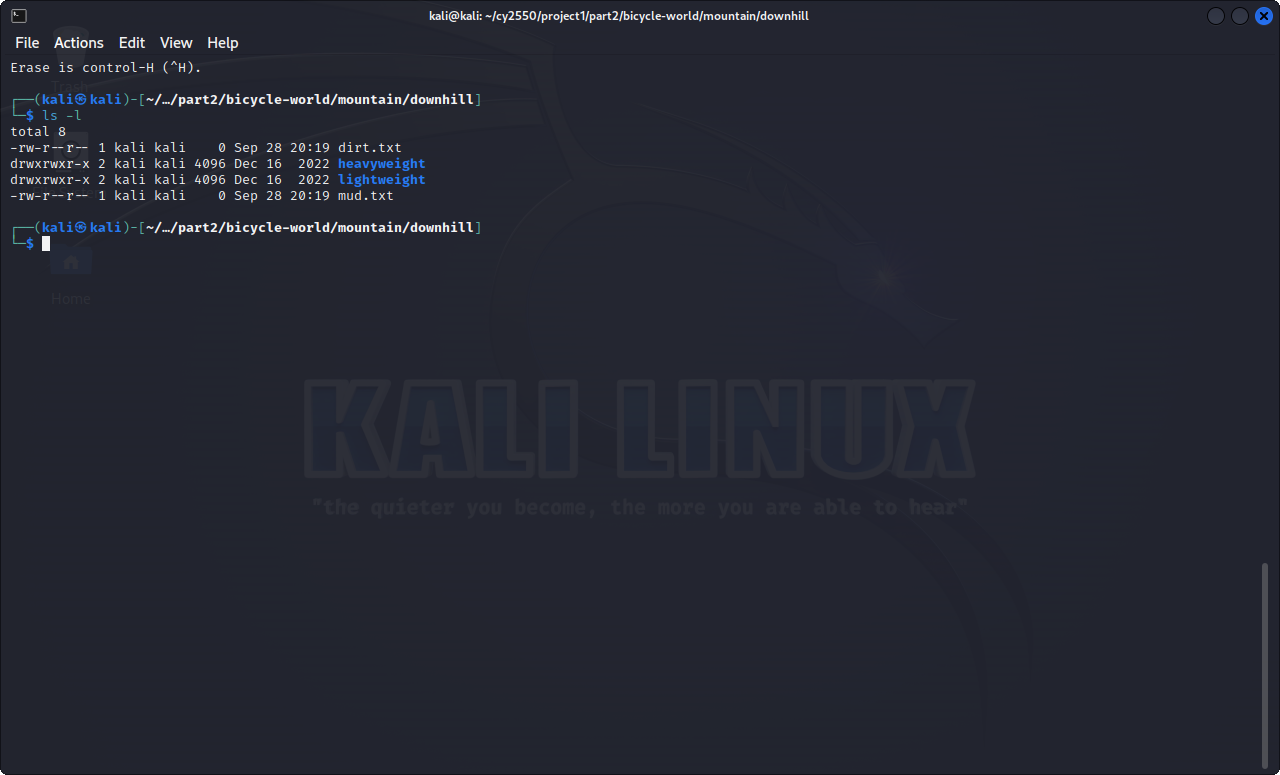 kali@kali: ~/cy2550/project1/part2/bicycle-world/mountain/downhill
File Actions Edit View Help
Erase is control-H (^H).
┌──(kali㉿kali)-[~/…/part2/bicycle-world/mountain/downhill]
└─$ ls -l
total 8
-rw-r--r-- 1 kali kali    0 Sep 28 20:19 dirt.txt
drwxrwxr-x 2 kali kali 4096 Dec 16  2022 heavyweight
drwxrwxr-x 2 kali kali 4096 Dec 16  2022 lightweight
-rw-r--r-- 1 kali kali    0 Sep 28 20:19 mud.txt
┌──(kali㉿kali)-[~/…/part2/bicycle-world/mountain/downhill]
└─$
Trash
Home
KALI LINUX
"the quieter you become, the more you are able to hear"